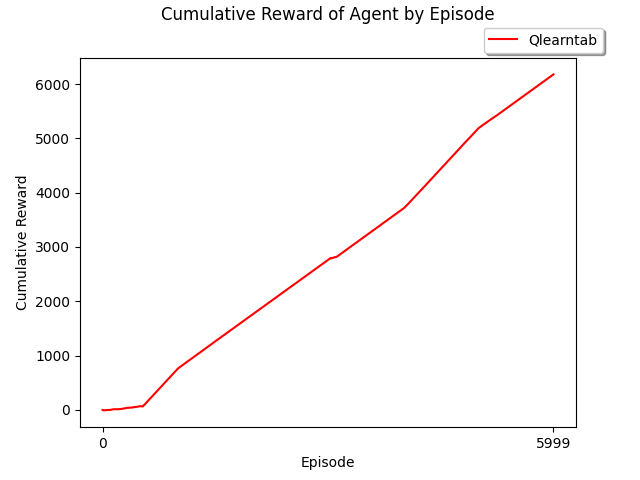 Cumulative Reward of Agent by Episode
Qlearntab
6000
5000
4000
3000
2000
1000
0
Cumulative Reward
0
5999
Episode